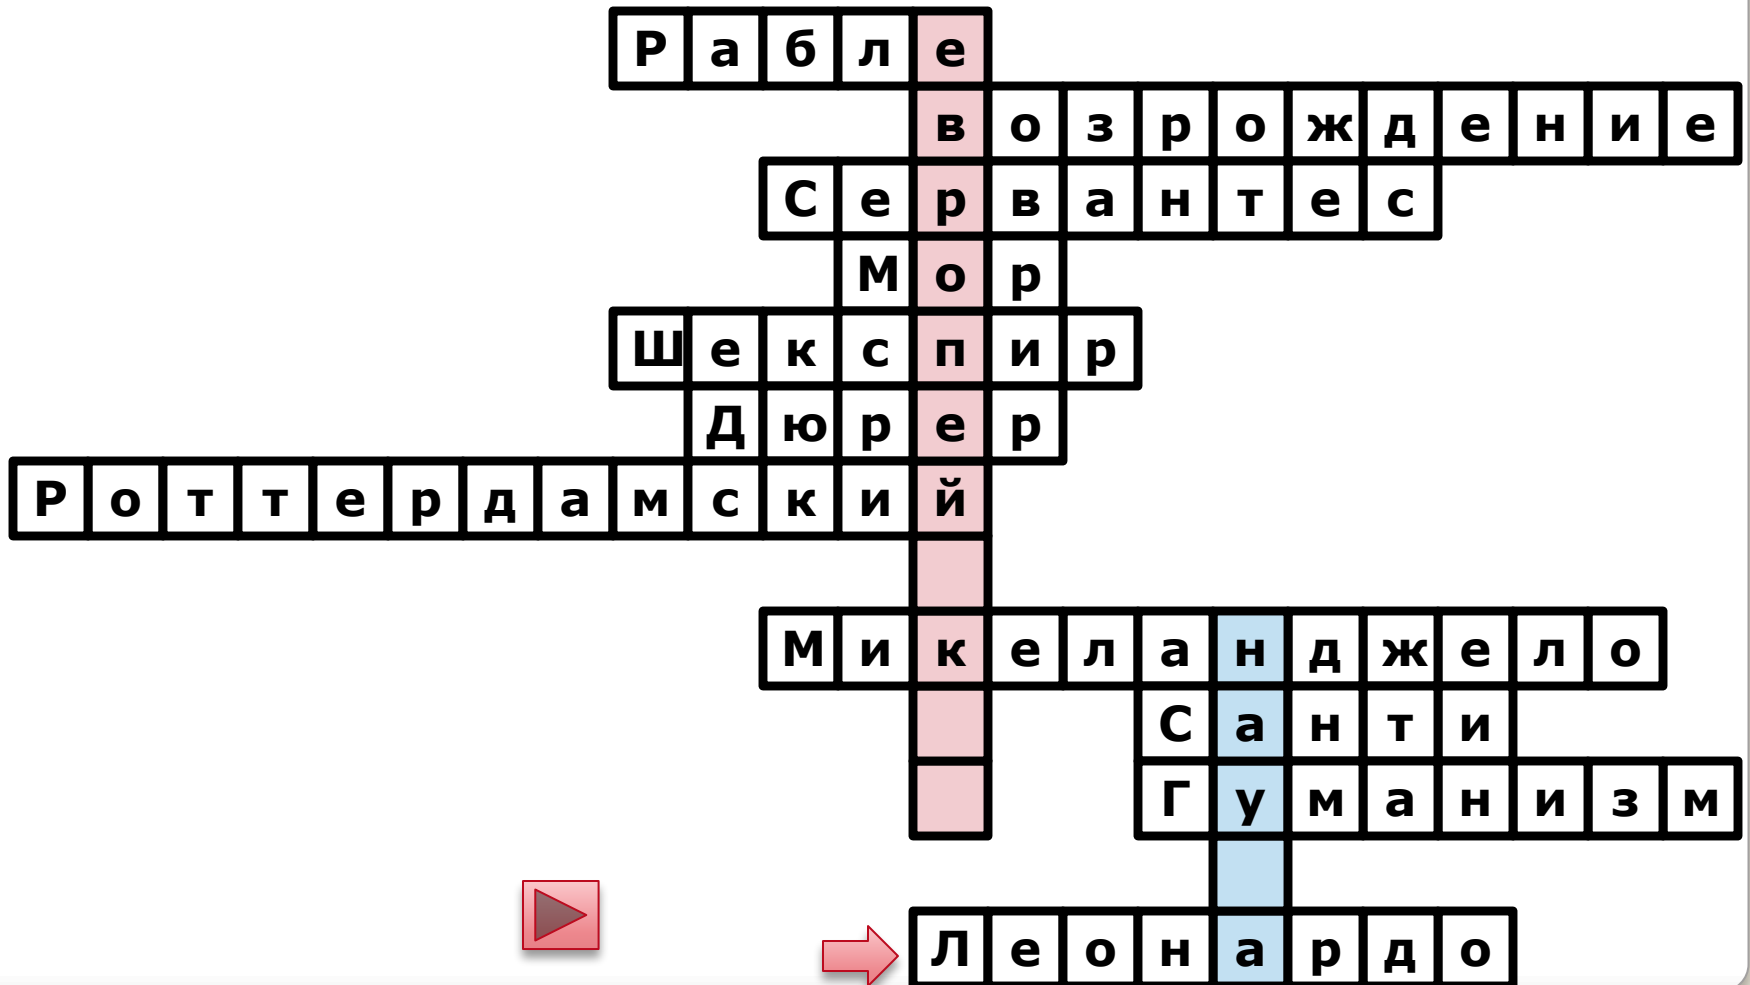 Рабле
возрождение
Сервантес
Мор
Шекспир
Дюрер
Роттердамский
Микеланджело
Санти
Гуманизм
Леонардо